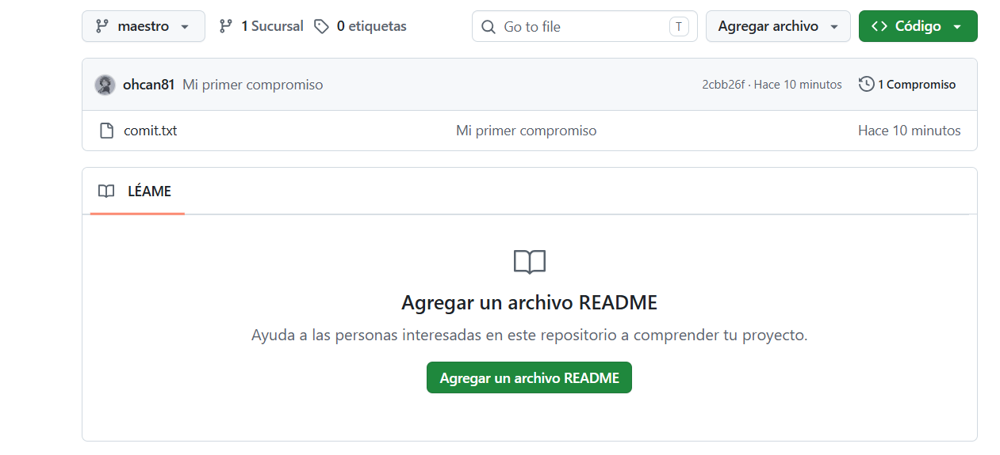 maestro 1 Sucursal 0 etiquetas Go to file T Agregar archivo Código
ohcan81 Mi primer compromiso 2cbb26f · Hace 10 minutos 1 Compromiso
comit.txt Mi primer compromiso Hace 10 minutos
LÉAME
Agregar un archivo README
Ayuda a las personas interesadas en este repositorio a comprender tu proyecto.
Agregar un archivo README